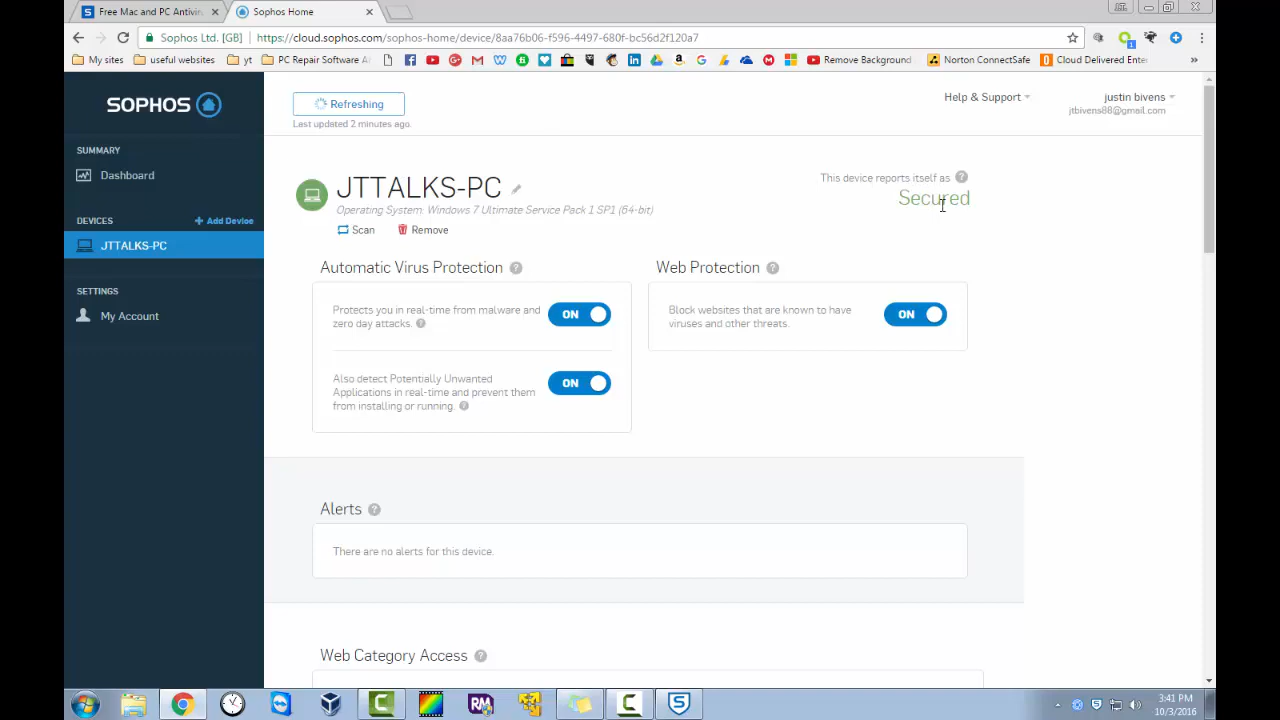 Free Mac and PC Antiviru
Sophos Home
Sophos Ltd. [GB]
https://cloud.sophos.com/sophos-home/device/8aa76b06-f596-4497-680f-bc56d2f120a7
My sites
useful websites
yt
PC Repair Software
Remove Background
Norton ConnectSafe
Cloud Delivered Enter
SOPHOS
Refreshing
Last updated 2 minutes ago.
Help & Support
justin bivens
jtbivens88@gmail.com
SUMMARY
Dashboard
DEVICES
+ Add Device
JTTALKS-PC
SETTINGS
My Account
JTTALKS-PC
Operating System: Windows 7 Ultimate Service Pack 1 SP1 (64-bit)
Scan
Remove
This device reports itself as
Secured
Automatic Virus Protection
Protects you in real-time from malware and
zero day attacks.
ON
Also detect Potentially Unwanted
Applications in real-time and prevent them
from installing or running.
ON
Web Protection
Block websites that are known to have
viruses and other threats.
ON
Alerts
There are no alerts for this device.
Web Category Access
3:41 PM
10/3/2016